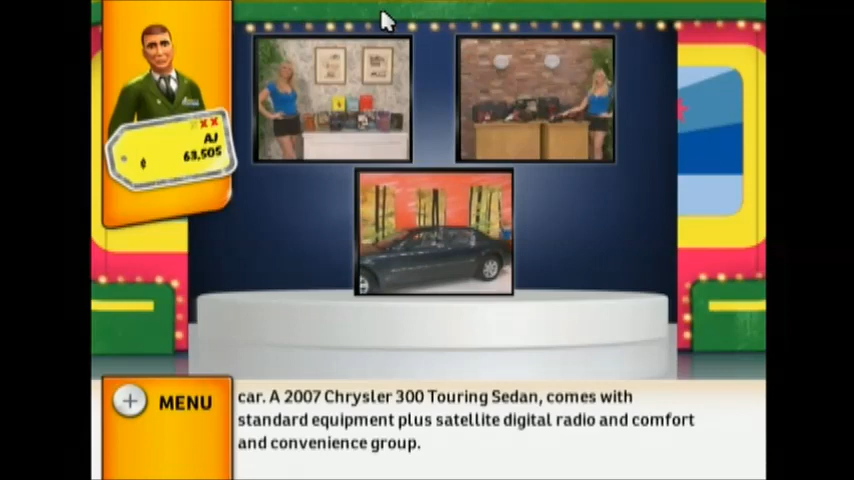 XX
AJ
¢ 63,505
+ MENU
car. A 2007 Chrysler 300 Touring Sedan, comes with
standard equipment plus satellite digital radio and comfort
and convenience group.